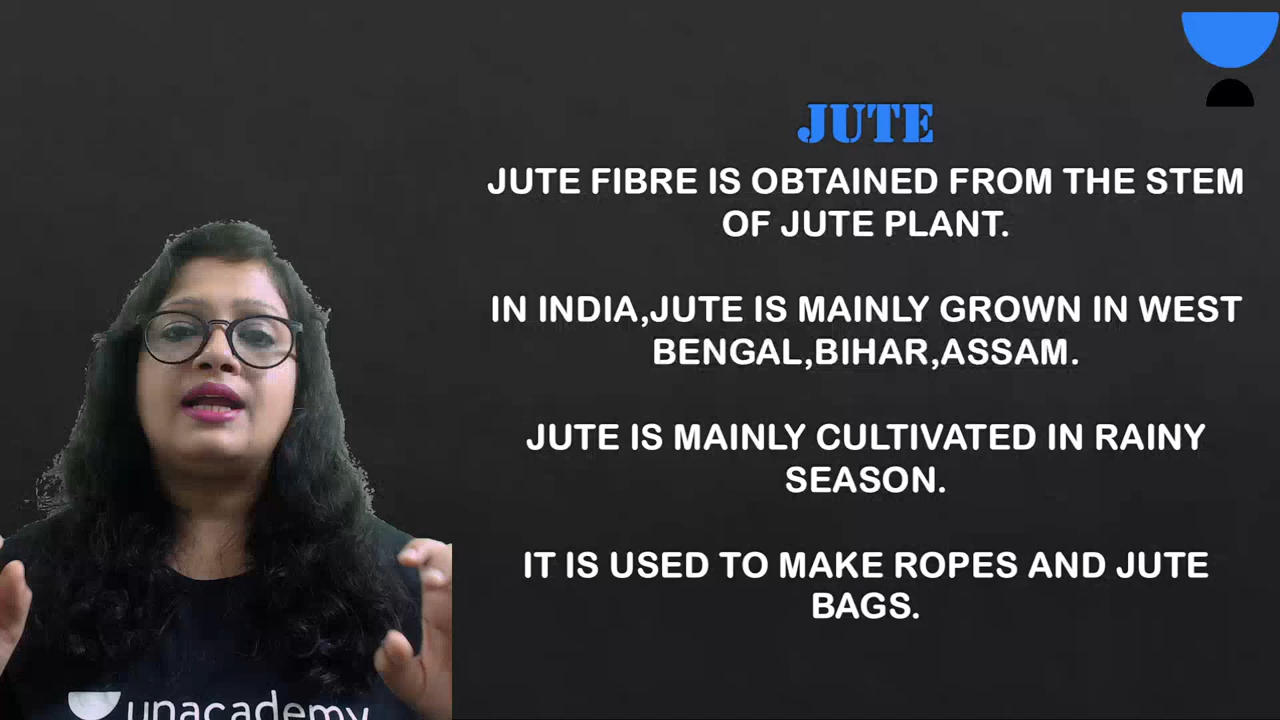 JUTE
JUTE FIBRE IS OBTAINED FROM THE STEM
OF JUTE PLANT.
IN INDIA,JUTE IS MAINLY GROWN IN WEST
BENGAL,BIHAR,ASSAM.
JUTE IS MAINLY CULTIVATED IN RAINY
SEASON.
IT IS USED TO MAKE ROPES AND JUTE
BAGS.
unacademy